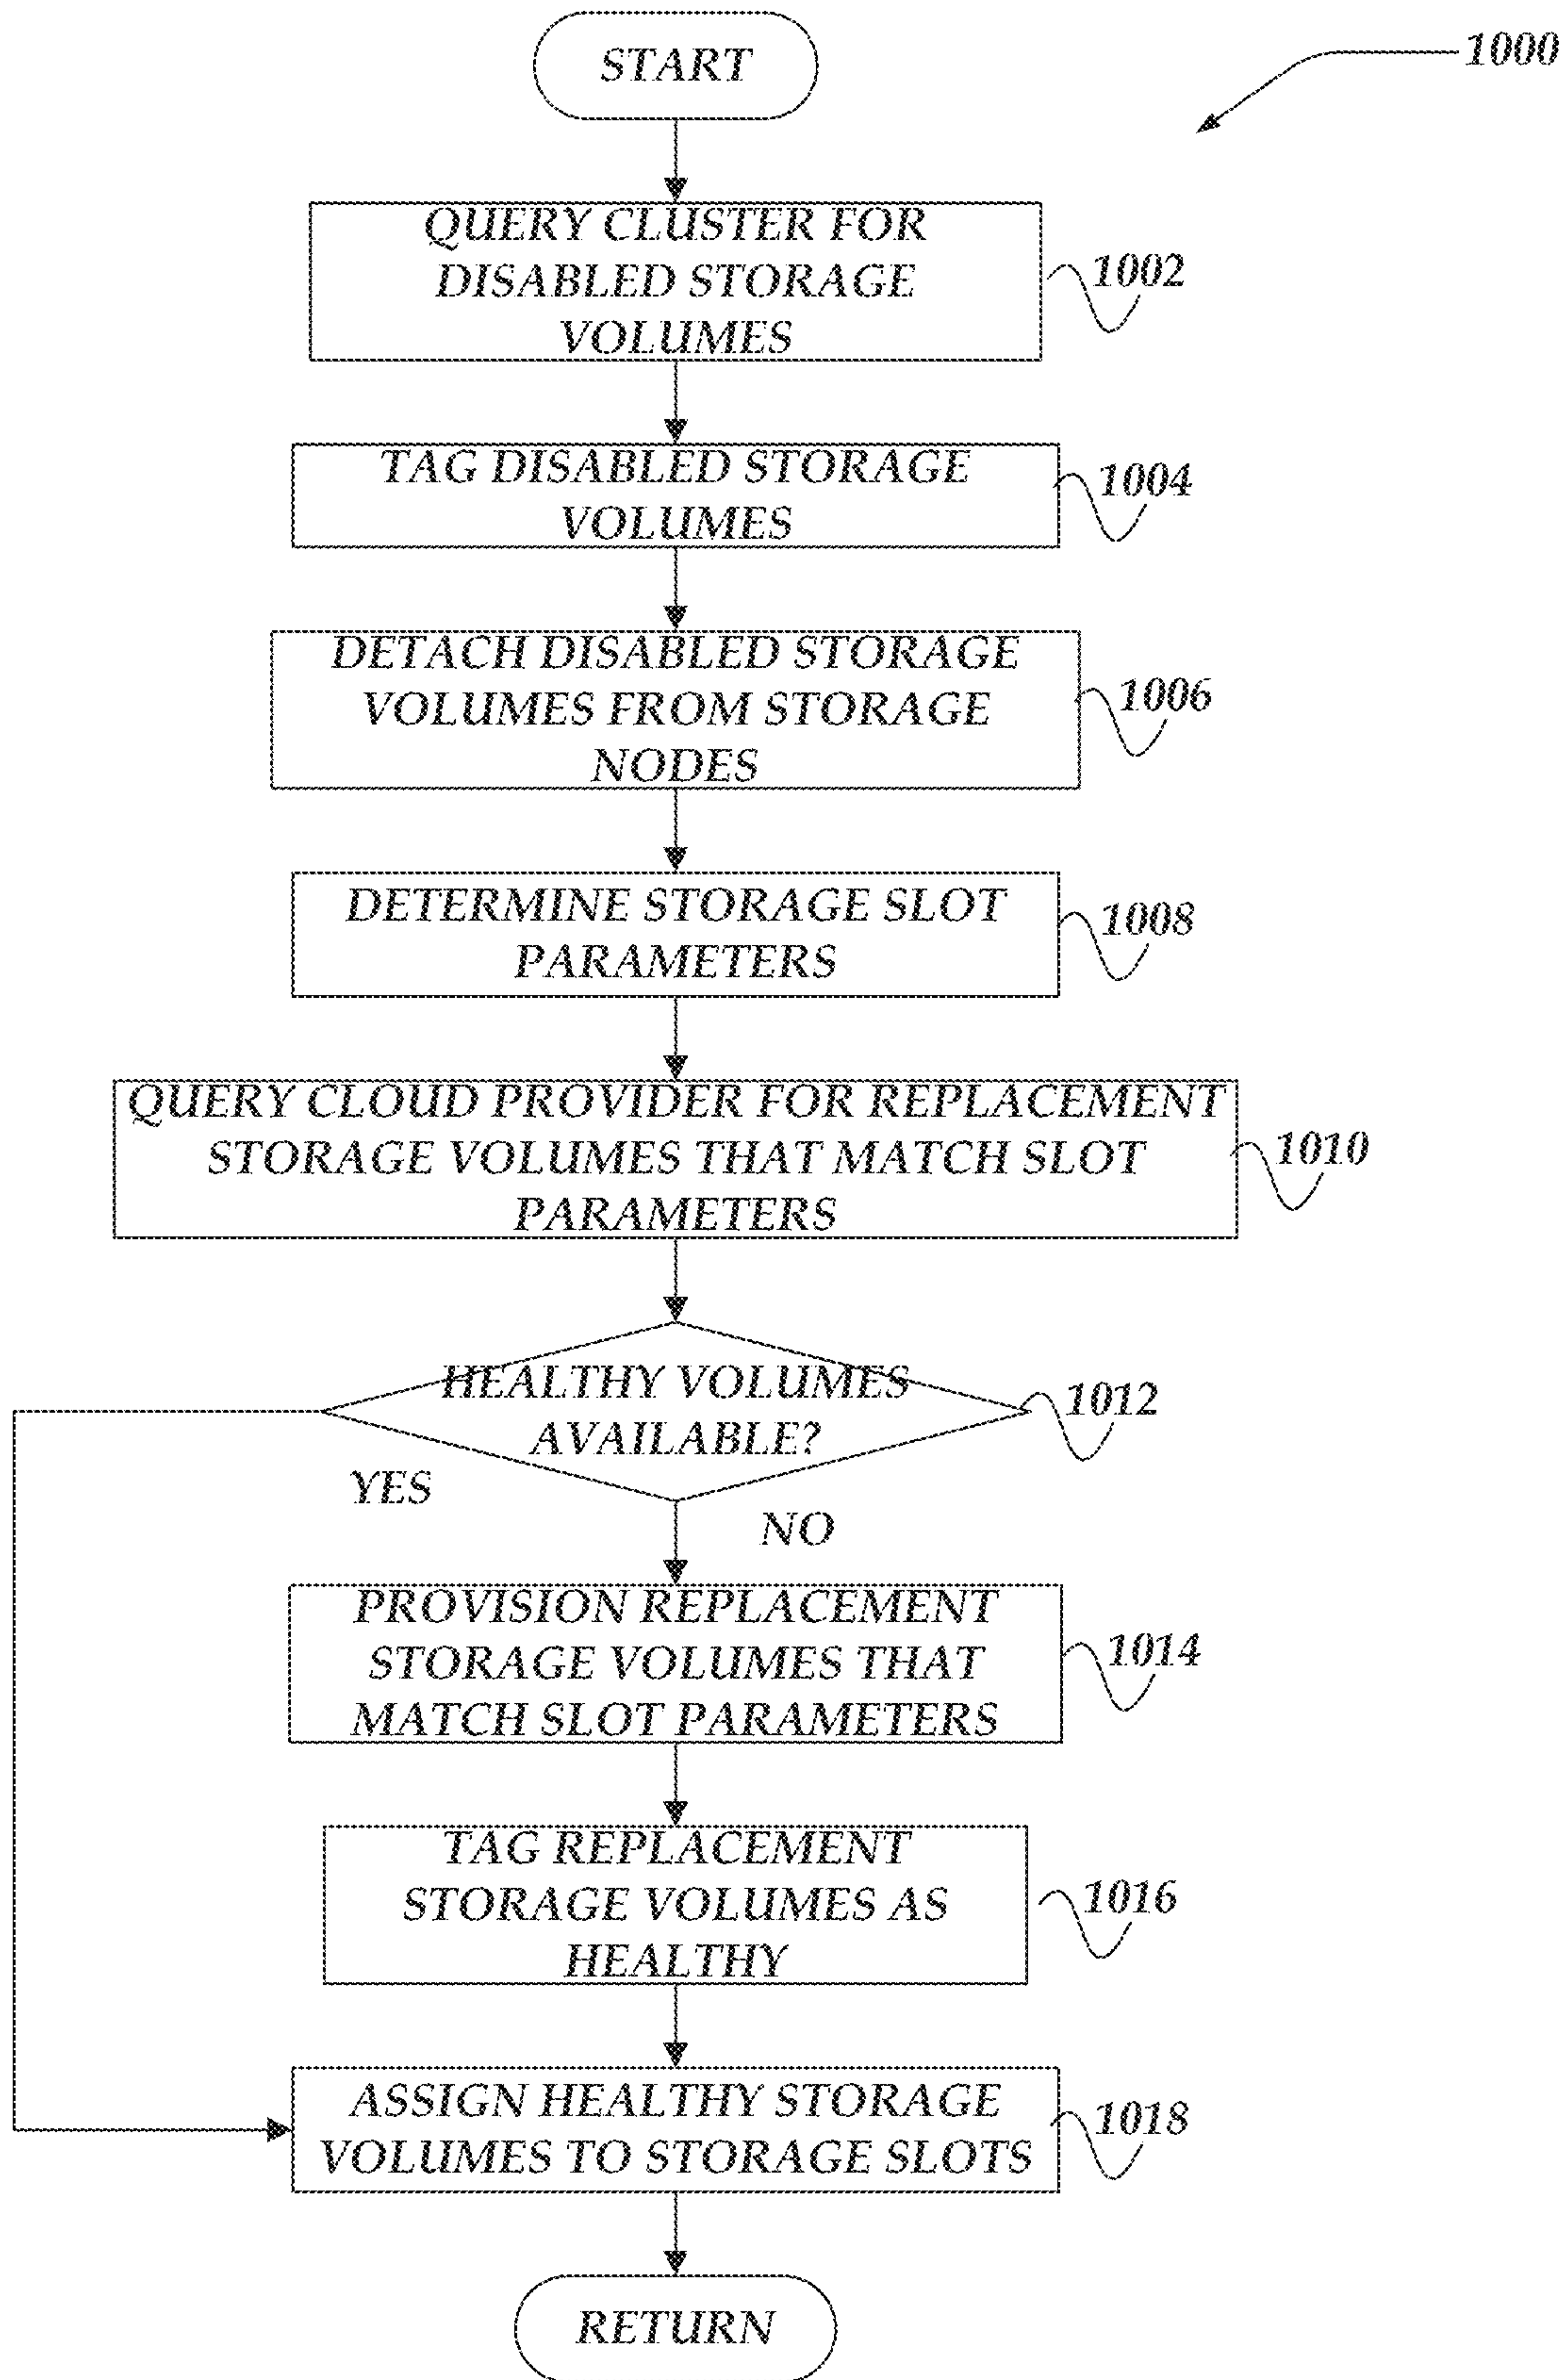 START
1000
QUERY CLUSTER FOR
DISABLED STORAGE
VOLUMES
1002
TAG DISABLED STORAGE
VOLUMES
1004
DETACH DISABLED STORAGE
VOLUMES FROM STORAGE
NODES
1006
DETERMINE STORAGE SLOT
PARAMETERS
1008
QUERY CLOUD PROVIDER FOR REPLACEMENT
STORAGE VOLUMES THAT MATCH SLOT
PARAMETERS
1010
HEALTHY VOLUMES
AVAILABLE?
1012
YES
NO
PROVISION REPLACEMENT
STORAGE VOLUMES THAT
MATCH SLOT PARAMETERS
1014
TAG REPLACEMENT
STORAGE VOLUMES AS
HEALTHY
1016
ASSIGN HEALTHY STORAGE
VOLUMES TO STORAGE SLOTS
1018
RETURN